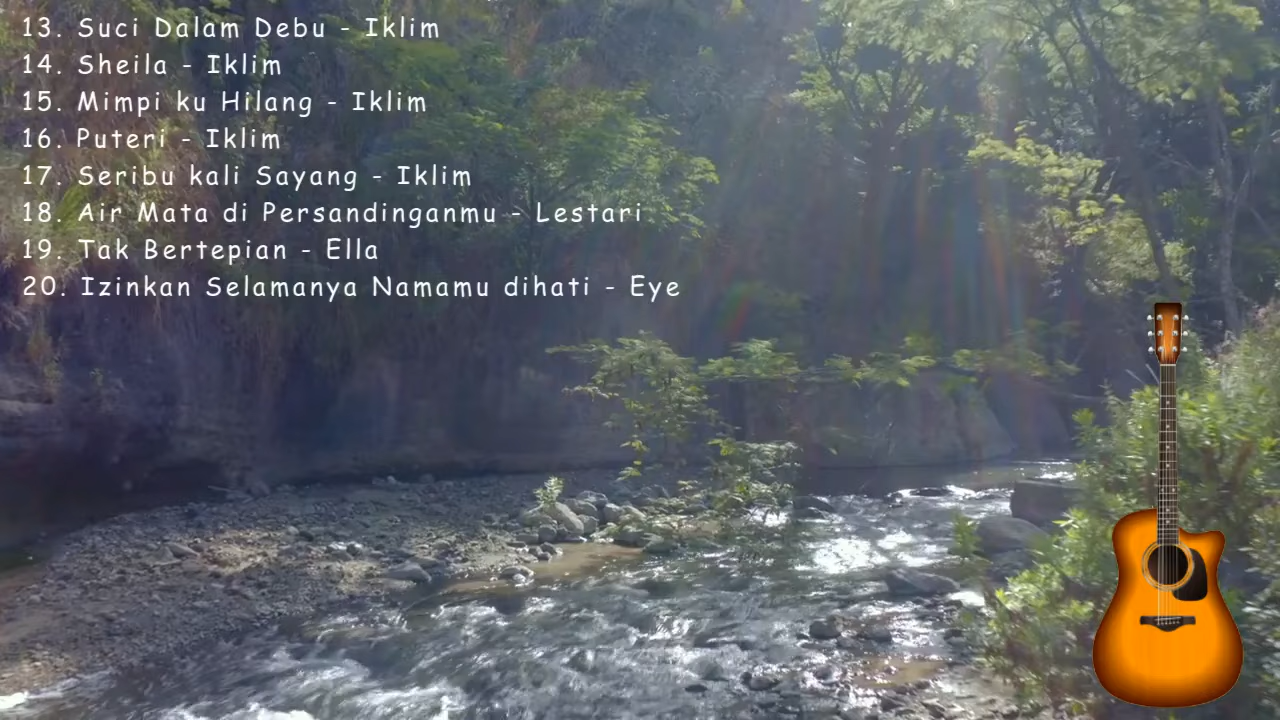 13. Suci Dalam Debu - Iklim
14. Sheila - Iklim
15. Mimpi ku Hilang - Iklim
16. Puteri - Iklim
17. Seribu kali Sayang - Iklim
18. Air Mata di Persandinganmu - Lestari
19. Tak Bertepian - Ella
20. Izinkan Selamanya Namamu dihati - Eye